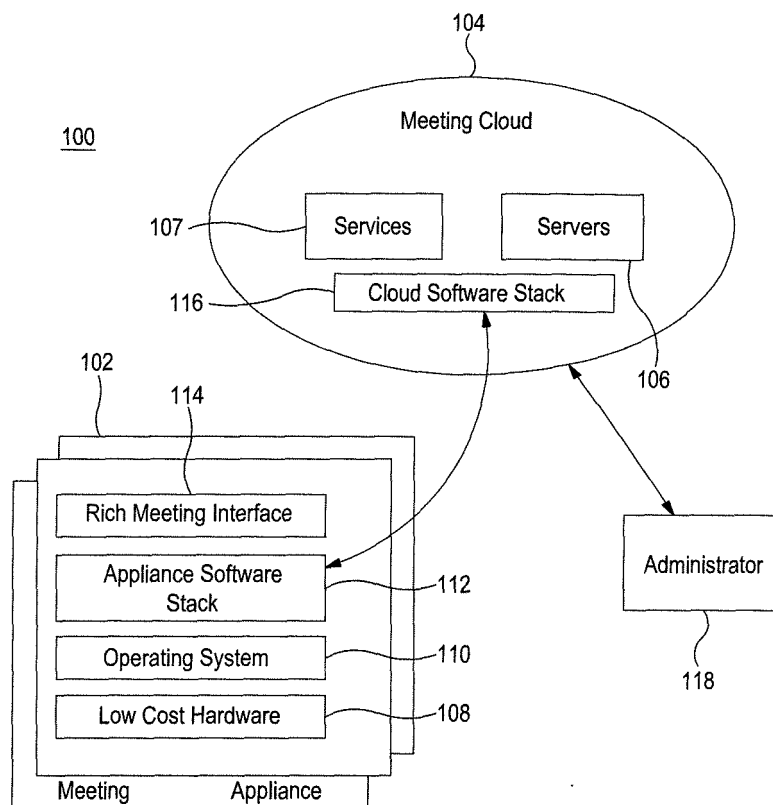 104
Meeting Cloud
100
107
Services
Servers
116
Cloud Software Stack
106
102
114
Rich Meeting Interface
Appliance Software
Stack
112
Administrator
Operating System
110
118
Low Cost Hardware
108
Meeting Appliance